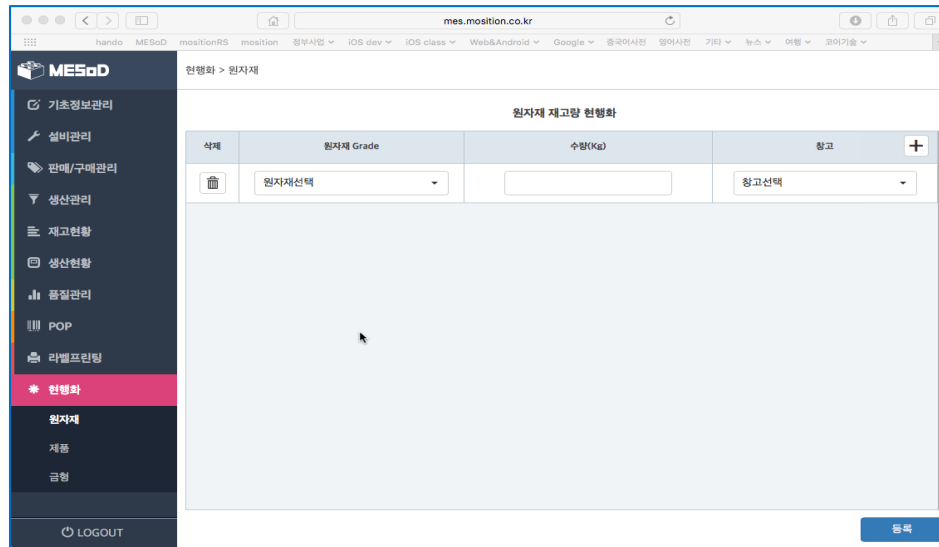 mes.mosition.co.kr
hando MESoD mositionRS mosition 정부사업 iOS dev iOS class Web&Android Google 중국어사전 영어사전 기타 뉴스 여행 코어기술
MESoD
현행화 > 원자재
기초정보관리
설비관리
판매/구매관리
생산관리
재고현황
생산현황
품질관리
POP
라벨프린팅
현행화
원자재
제품
금형
LOGOUT
원자재 재고량 현행화
삭제 원자재 Grade 수량(Kg) 창고
원자재선택 창고선택
등록